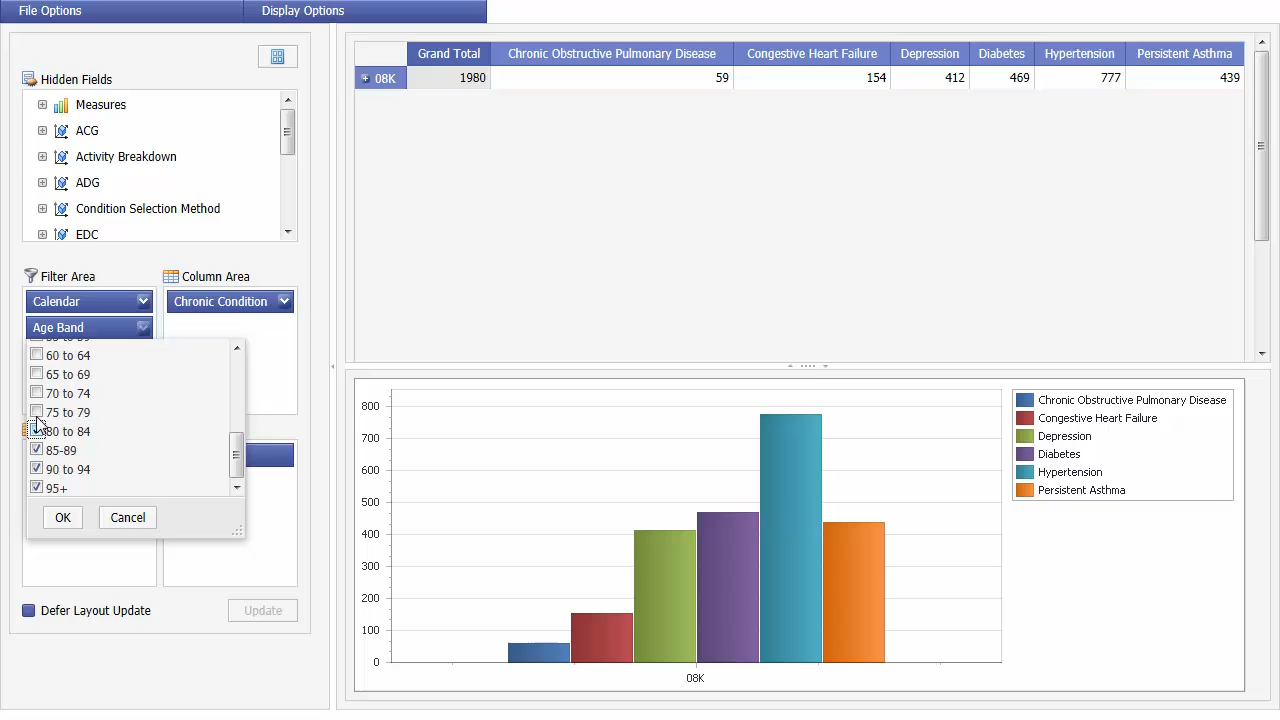 File Options
Display Options
Hidden Fields
Measures
ACG
Activity Breakdown
ADG
Condition Selection Method
EDC
Filter Area
Column Area
Calendar
Chronic Condition
Age Band
60 to 64
65 to 69
70 to 74
75 to 79
80 to 84
85-89
90 to 94
95+
OK
Cancel
Defer Layout Update
Update
Grand Total
Chronic Obstructive Pulmonary Disease
Congestive Heart Failure
Depression
Diabetes
Hypertension
Persistent Asthma
08K
1980
59
154
412
469
777
439
800
700
600
500
400
300
200
100
0
08K
Chronic Obstructive Pulmonary Disease
Congestive Heart Failure
Depression
Diabetes
Hypertension
Persistent Asthma